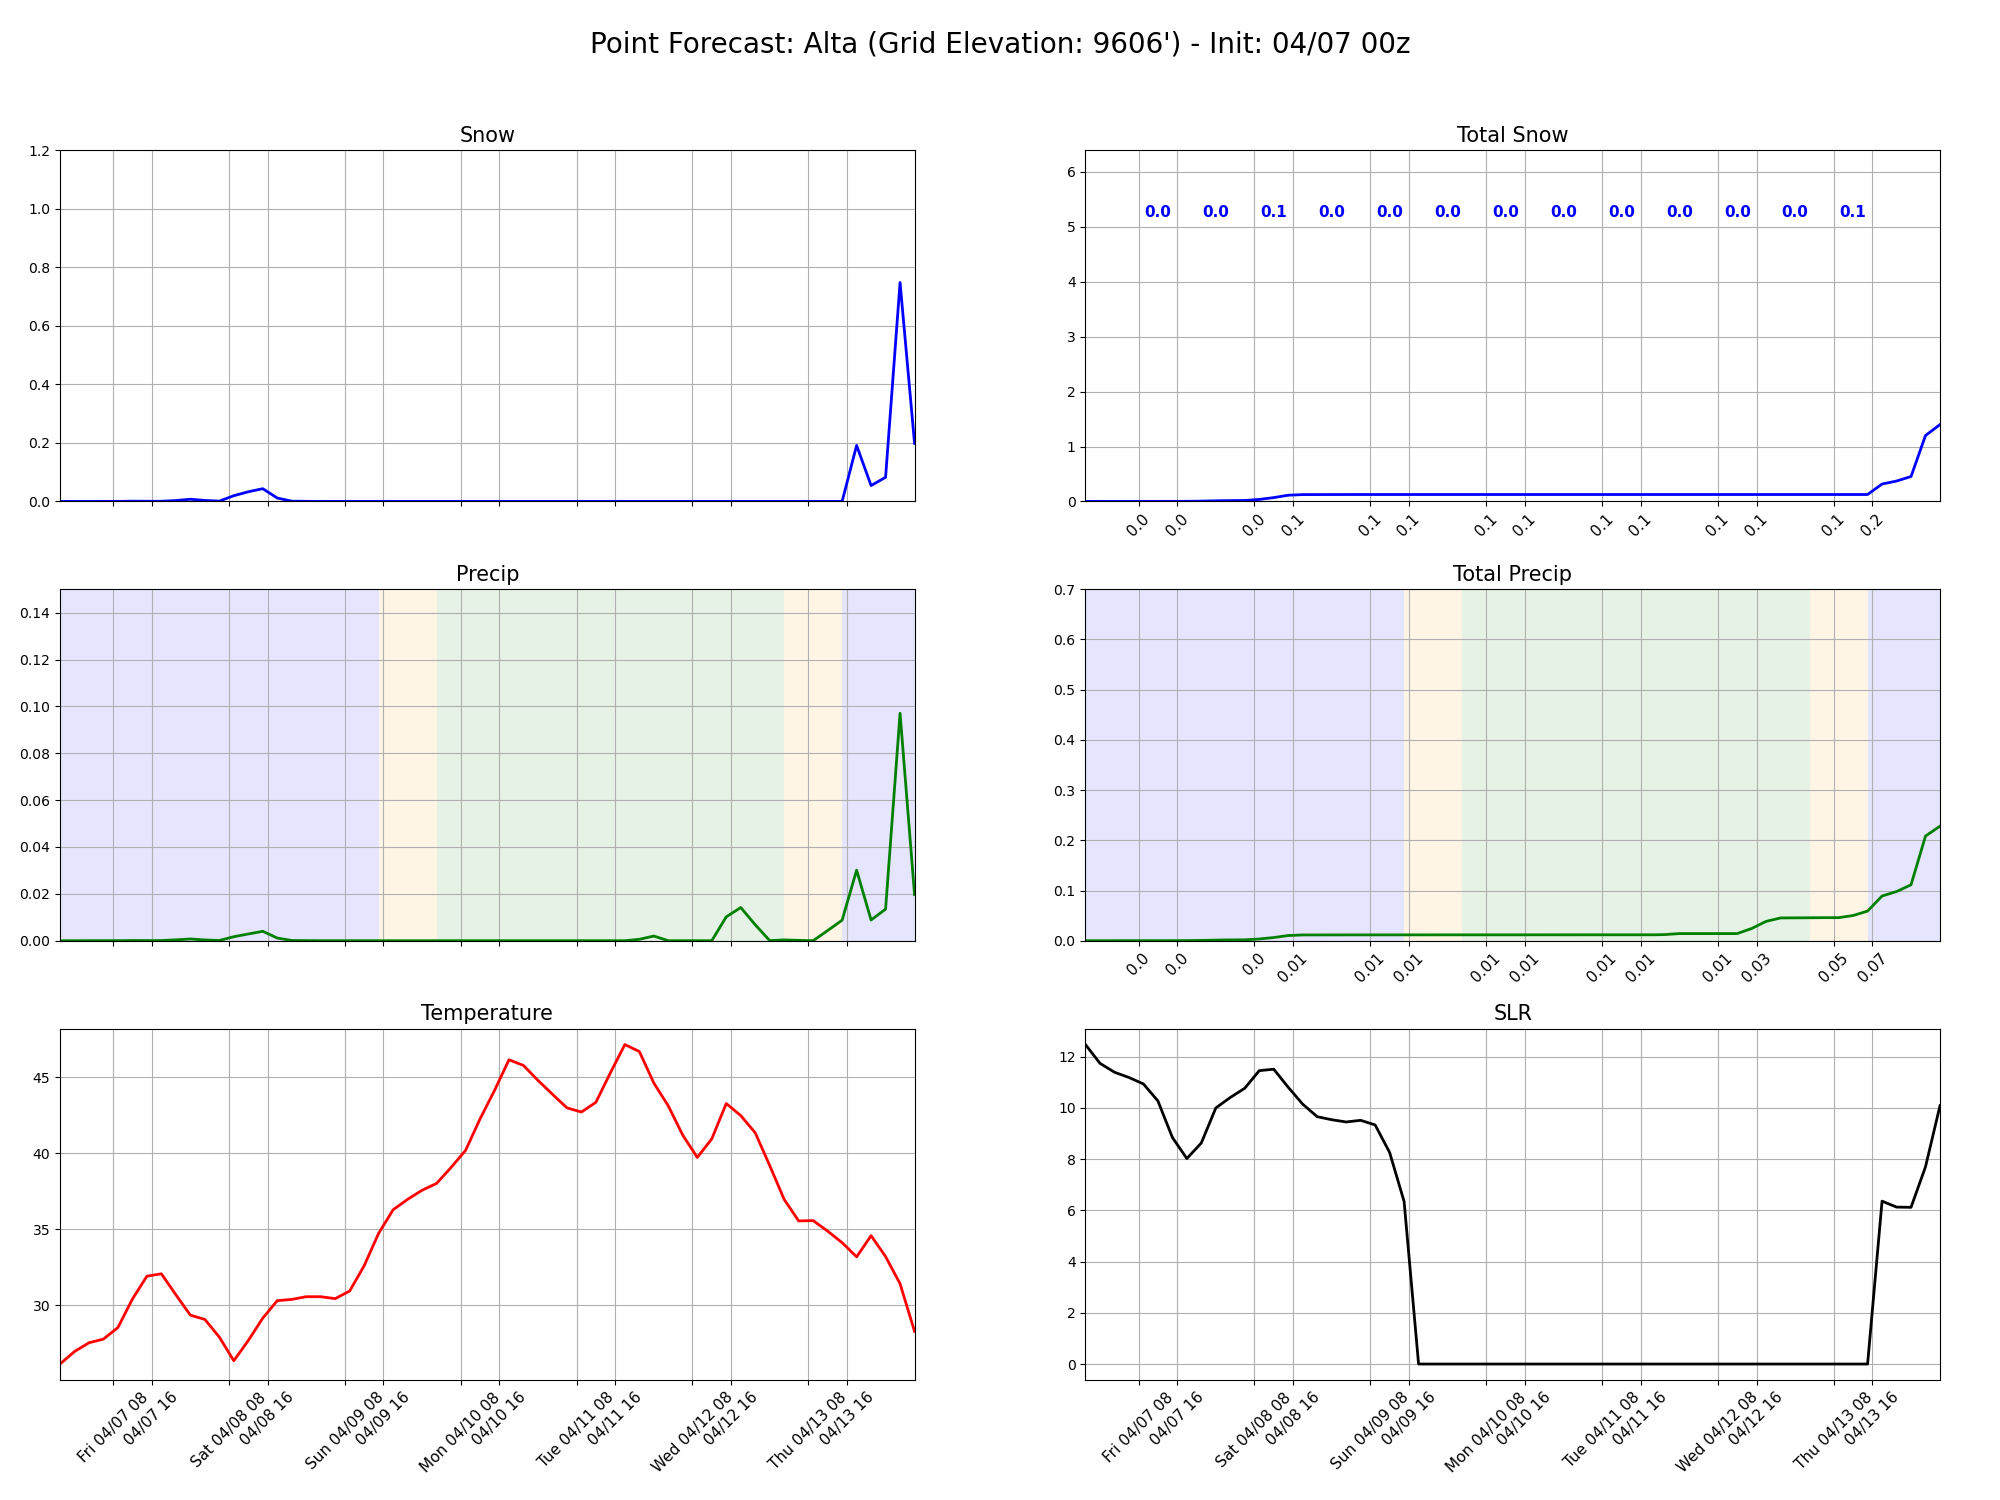 Point Forecast: Alta (Grid Elevation: 9606') - Init: 04/07 00z
Snow
1.2
1.0
0.8
0.6
0.4
0.2
0.0
Total Snow
6
5
4
3
2
1
0
0.0 0.0 0.1 0.0 0.0 0.0 0.0 0.0 0.0 0.0 0.0 0.0 0.1
0.0 0.0 0.0 0.1 0.1 0.1 0.1 0.1 0.1 0.1 0.1 0.1 0.1 0.2
Precip
0.14
0.12
0.10
0.08
0.06
0.04
0.02
0.00
Total Precip
0.7
0.6
0.5
0.4
0.3
0.2
0.1
0.0
0.0 0.0 0.0 0.01 0.01 0.01 0.01 0.01 0.01 0.01 0.01 0.03 0.05 0.07
Temperature
45
40
35
30
Fri 04/07 08
04/07 16
Sat 04/08 08
04/08 16
Sun 04/09 08
04/09 16
Mon 04/10 08
04/10 16
Tue 04/11 08
04/11 16
Wed 04/12 08
04/12 16
Thu 04/13 08
04/13 16
SLR
12
10
8
6
4
2
0
Fri 04/07 08
04/07 16
Sat 04/08 08
04/08 16
Sun 04/09 08
04/09 16
Mon 04/10 08
04/10 16
Tue 04/11 08
04/11 16
Wed 04/12 08
04/12 16
Thu 04/13 08
04/13 16